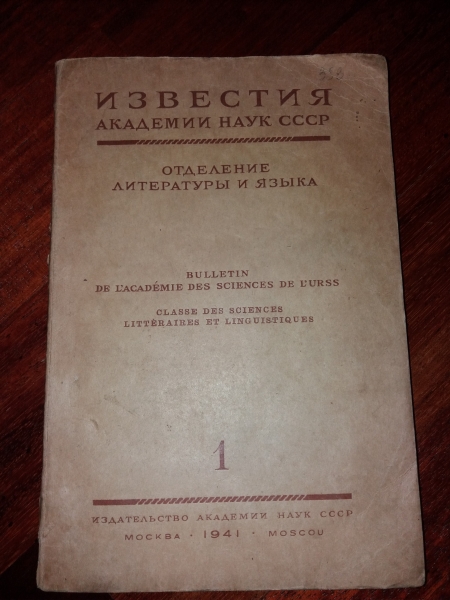 ИЗВЕСТИЯ
АКАДЕМИИ НАУК СССР
ОТДЕЛЕНИЕ
ЛИТЕРАТУРЫ И ЯЗЫКА
BULLETIN
DE L'ACADÉMIE DES SCIENCES DE L'URSS
CLASSE DES SCIENCES
LITTÉRAIRES ET LINGUISTIQUES
1
ИЗДАТЕЛЬСТВО АКАДЕМИИ НАУК СССР
МОСКВА · 1941 · MOSCOU